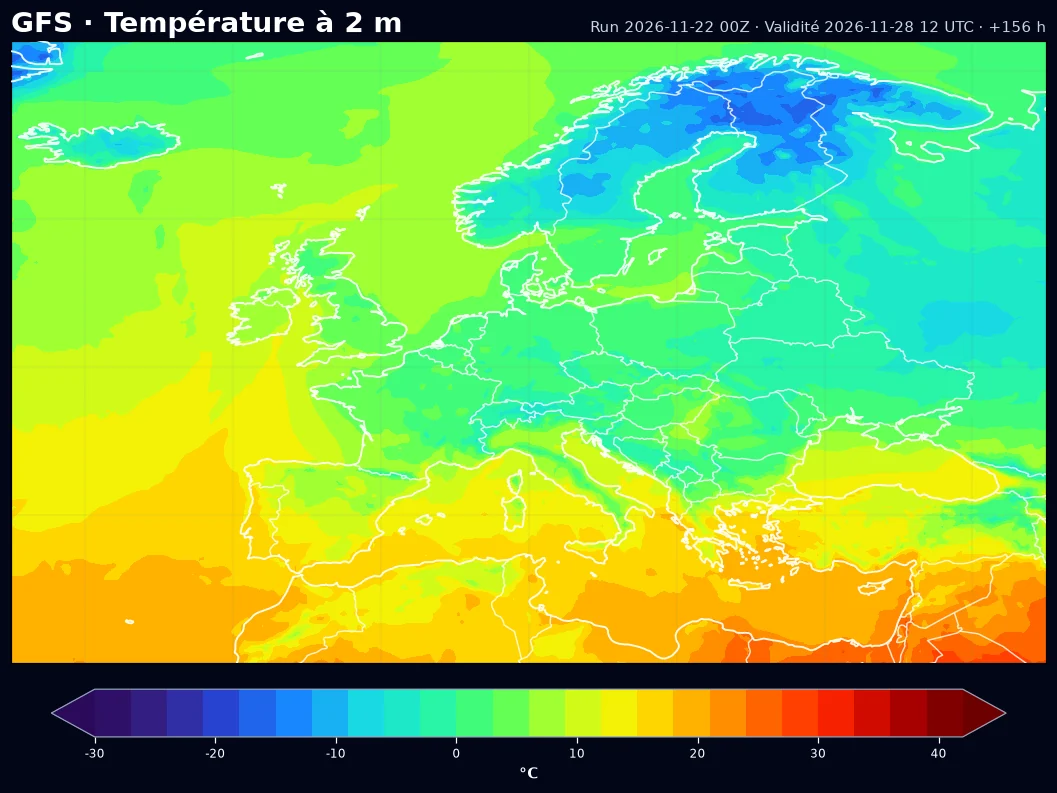 GFS · Température à 2 m
Run 2026-11-22 00Z · Validité 2026-11-28 12 UTC · +156 h
-30 -20 -10 0 10 20 30 40
°C